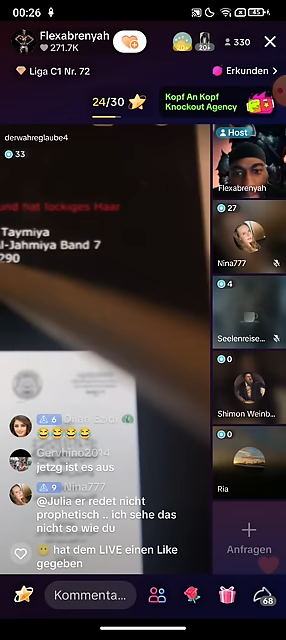 00:26
45
Flexabrenyah
271.7K
20+
330
Liga C1 Nr. 72
Erkunden >
24/30
Kopf An Kopf
Knockout Agency
derwahreglaube4
33
und hat lockiges Haar
Taymiya
al-Jahmiya Band 7
290
Host
Flexabrenyah
27
Nina777
4
Seelenreise...
0
Shimon Weinb...
0
Ria
Anfragen
6
😂😂😂😂
Gervhino2014
jetzg ist es aus
9 Nina777
@Julia er redet nicht
prophetisch .. ich sehe das
nicht so wie du
hat dem LIVE einen Like
gegeben
Kommenta...
68